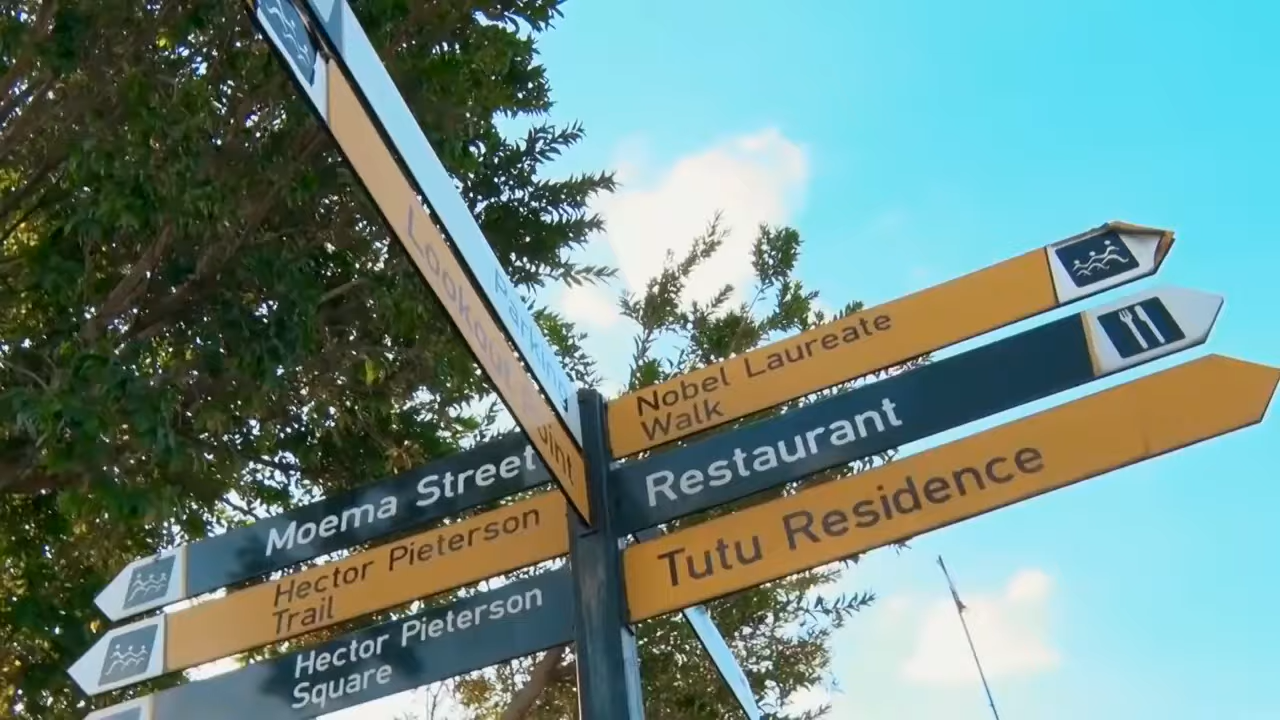 Parking
Lookout Point
Nobel Laureate
Walk
Restaurant
Tutu Residence
Moema Street
Hector Pieterson
Trail
Hector Pieterson
Square